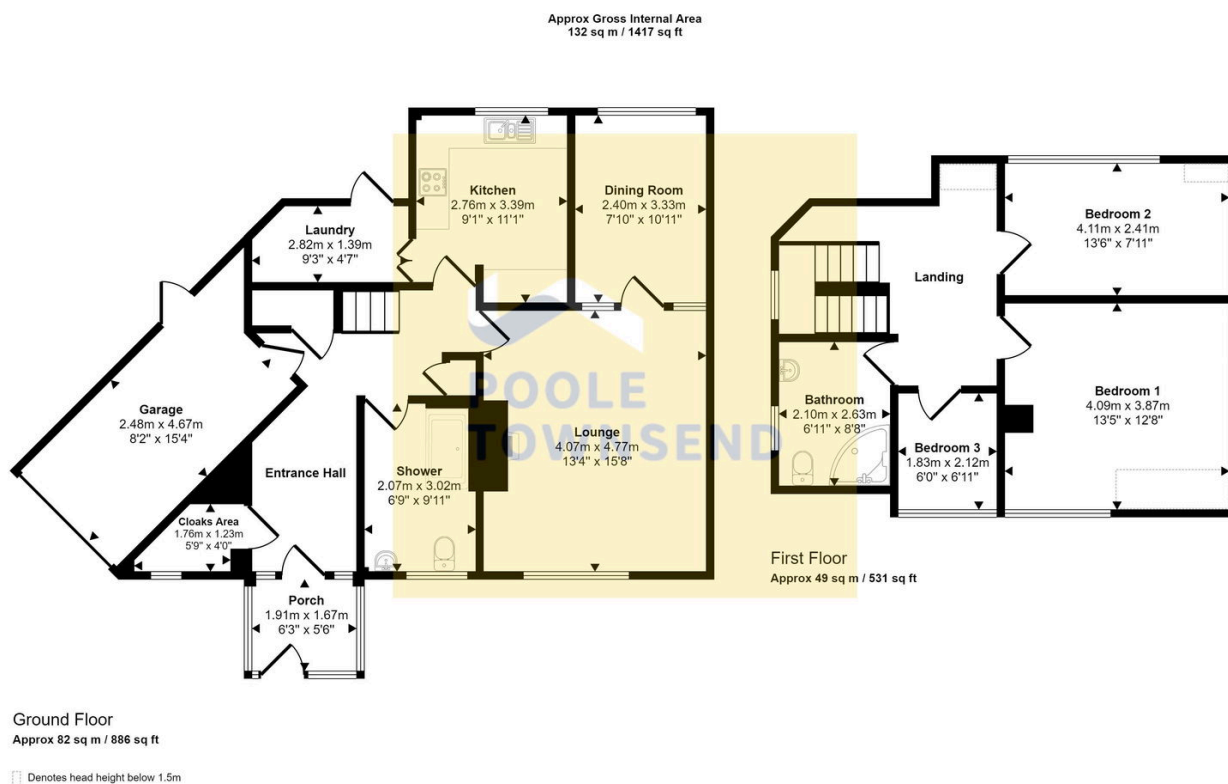 Approx Gross Internal Area
132 sq m / 1417 sq ft
Kitchen
2.76m x 3.39m
9'1" x 11'1"
Dining Room
2.40m x 3.33m
7'10" x 10'11"
Laundry
2.82m x 1.39m
9'3" x 4'7"
Garage
2.48m x 4.67m
8'2" x 15'4"
Entrance Hall
Shower
2.07m x 3.02m
6'9" x 9'11"
Lounge
4.07m x 4.77m
13'4" x 15'8"
POOLE
TOWNSEND
Cloaks Area
1.76m x 1.23m
5'9" x 4'0"
Porch
1.91m x 1.67m
6'3" x 5'6"
Ground Floor
Approx 82 sq m / 886 sq ft
Denotes head height below 1.5m
Bedroom 2
4.11m x 2.41m
13'6" x 7'11"
Landing
Bathroom
2.10m x 2.63m
6'11" x 8'8"
Bedroom 1
4.09m x 3.87m
13'5" x 12'8"
Bedroom 3
1.83m x 2.12m
6'0" x 6'11"
First Floor
Approx 49 sq m / 531 sq ft